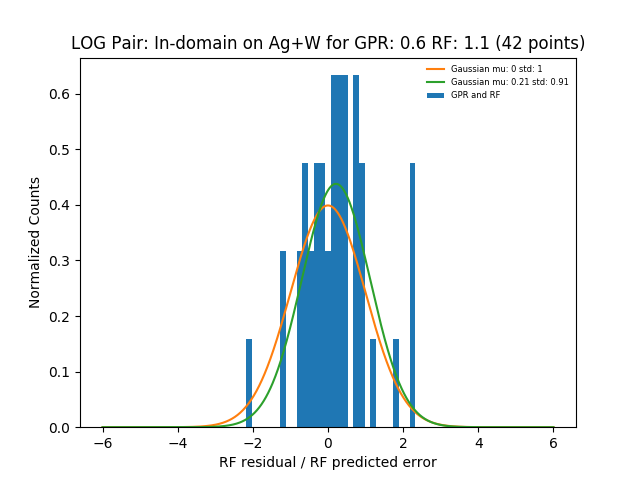 LOG Pair: In-domain on Ag+W for GPR: 0.6 RF: 1.1 (42 points)
Gaussian mu: 0 std: 1
Gaussian mu: 0.21 std: 0.91
GPR and RF
Normalized Counts
0.6
0.5
0.4
0.3
0.2
0.1
0.0
−6 −4 −2 0 2 4 6
RF residual / RF predicted error